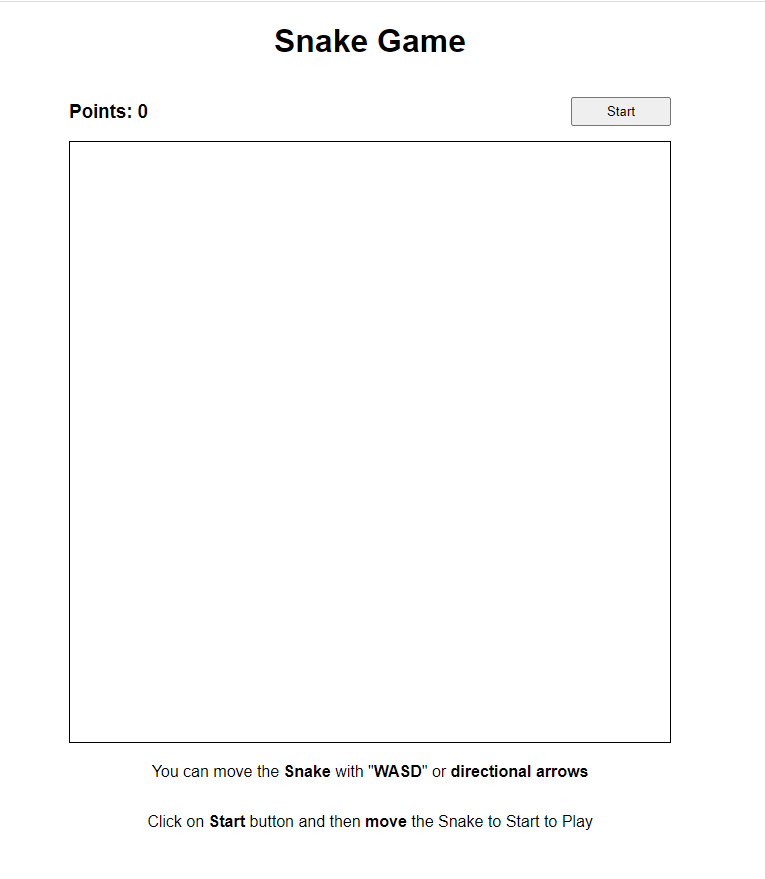 Snake Game
Points: 0
Start
You can move the Snake with "WASD" or directional arrows
Click on Start button and then move the Snake to Start to Play